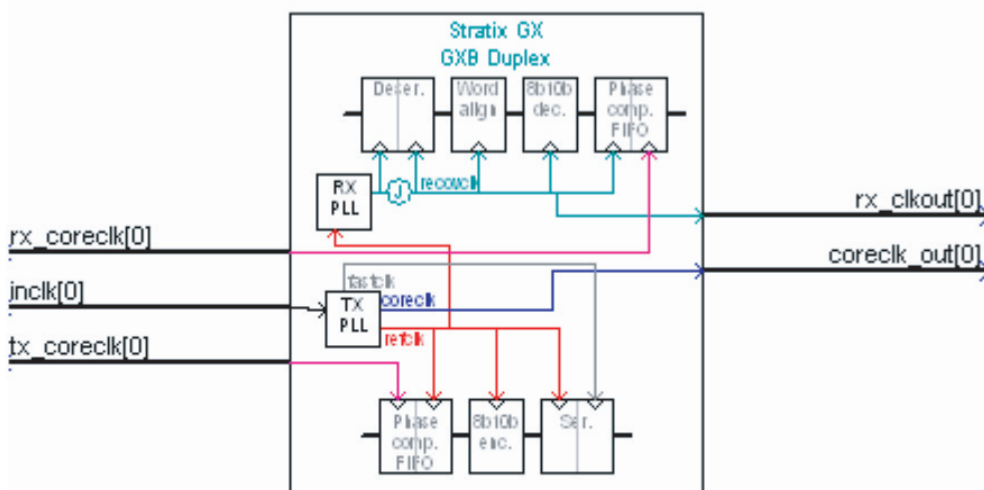 Stratix GX
GXB Duplex
Deser.
Word
align
8b10b
dec.
Phase
comp.
FIFO
J
recovclk
RX
PLL
rx_clkout[0]
rx_coreclk[0]
coreclk_out[0]
fastclk
inclk[0]
TX
PLL
coreclk
refclk
tx_coreclk[0]
Phase
comp.
FIFO
8b10b
enc.
Ser.